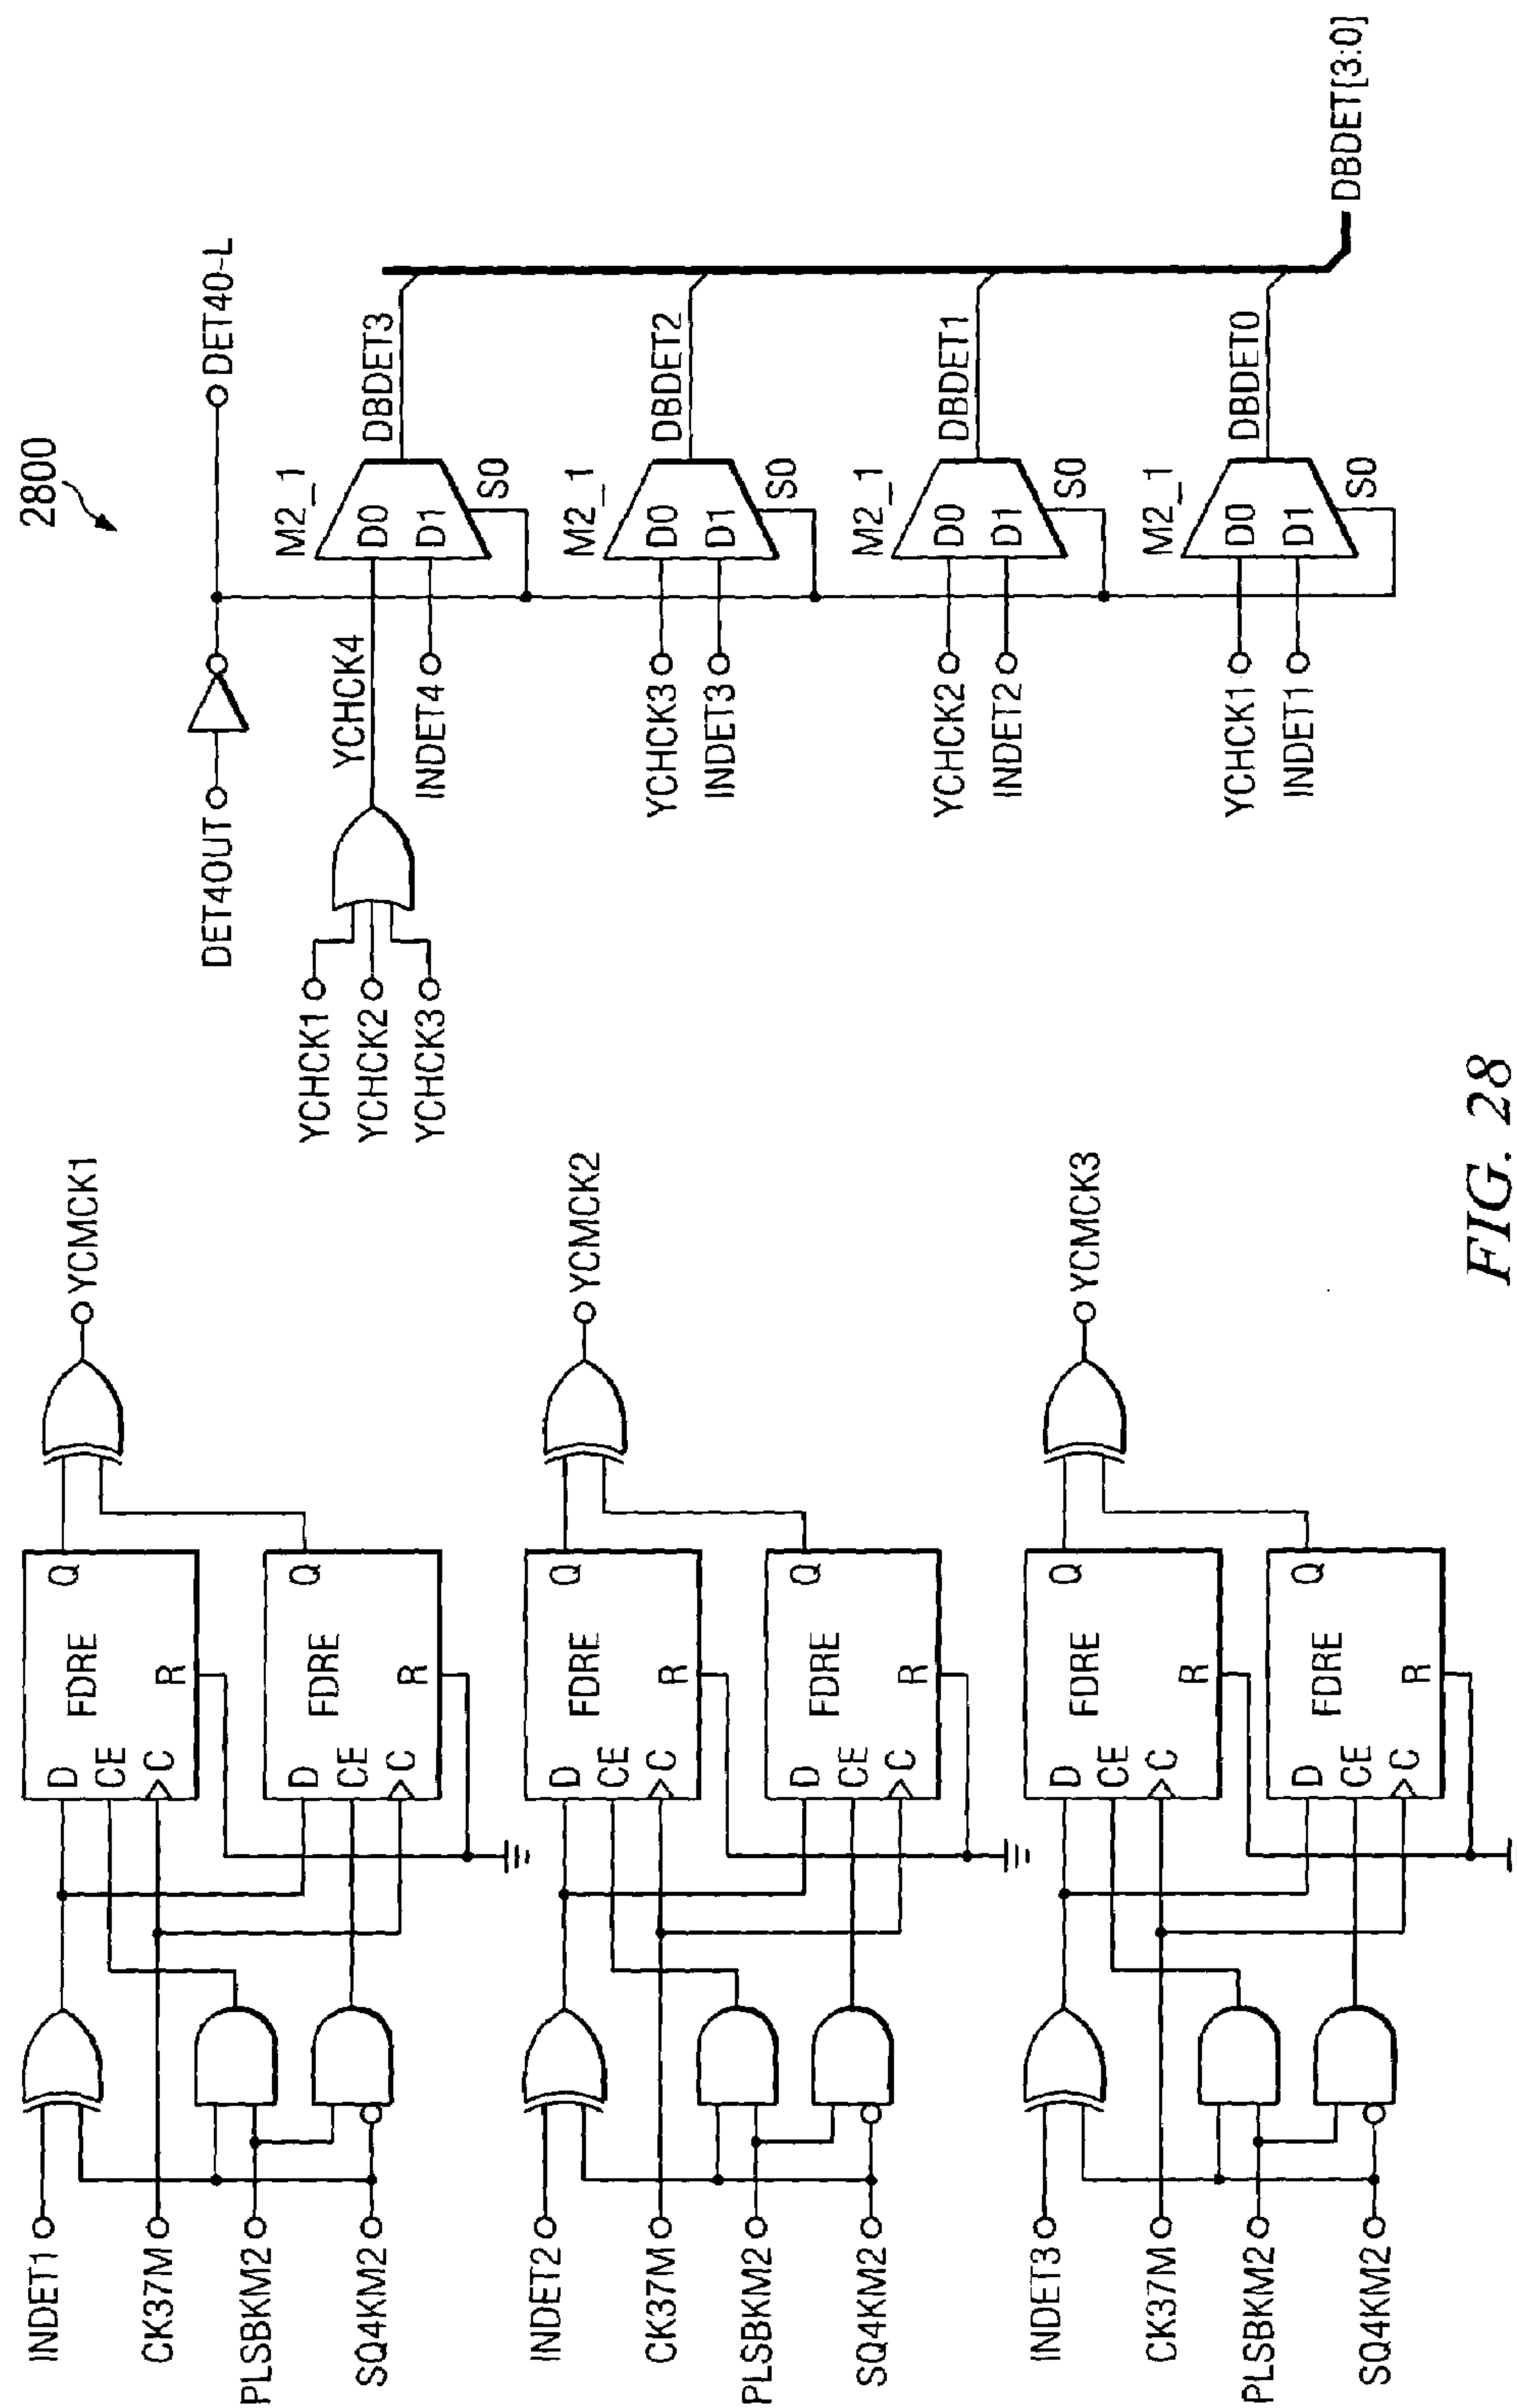 2800
INDET1
CK37M
PLSBKM2
SQ4KM2
D
CE
C
FDRE
Q
R
D
CE
C
FDRE
Q
R
YCMCK1
INDET2
CK37M
PLSBKM2
SQ4KM2
D
CE
C
FDRE
Q
R
D
CE
C
FDRE
Q
R
YCMCK2
INDET3
CK37M
PLSBKM2
SQ4KM2
D
CE
C
FDRE
Q
R
D
CE
C
FDRE
Q
R
YCMCK3
DET4OUT
DET40-L
YCHCK1
YCHCK2
YCHCK3
YCHCK4
INDET4
M2_1
D0
D1
S0
DBDET3
YCHCK3
INDET3
M2_1
D0
D1
S0
DBDET2
YCHCK2
INDET2
M2_1
D0
D1
S0
DBDET1
YCHCK1
INDET1
M2_1
D0
D1
S0
DBDET0
DBDET[3:0]
FIG. 28